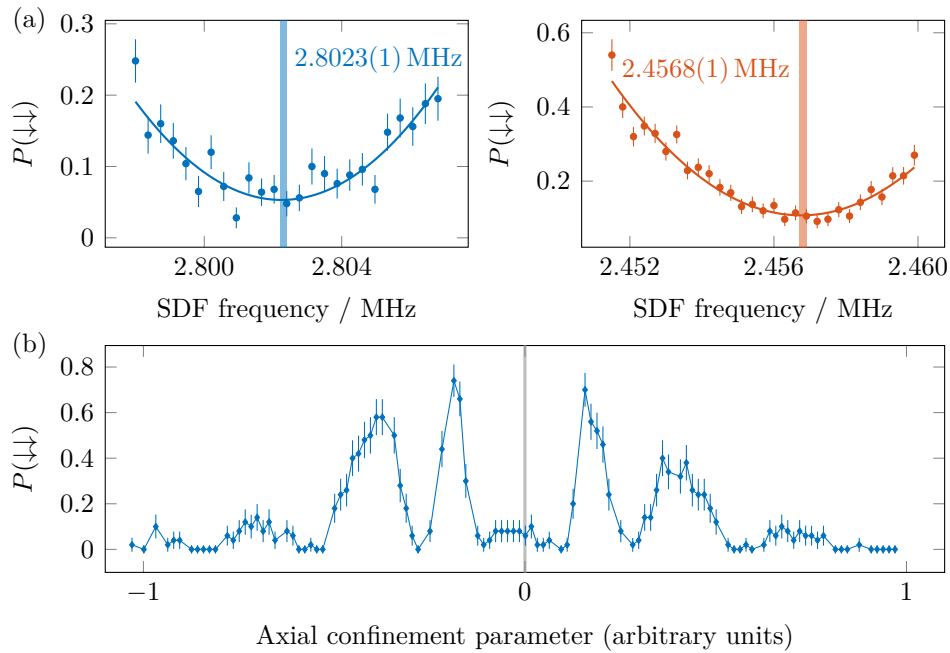 (a)
0.3
0.2
0.1
0
P(↓↓)
2.8023(1) MHz
2.800
2.804
SDF frequency / MHz
0.6
0.4
0.2
P(↓↓)
2.4568(1) MHz
2.452
2.456
2.460
SDF frequency / MHz
(b)
0.8
0.6
0.4
0.2
0
P(↓↓)
−1
0
1
Axial confinement parameter (arbitrary units)